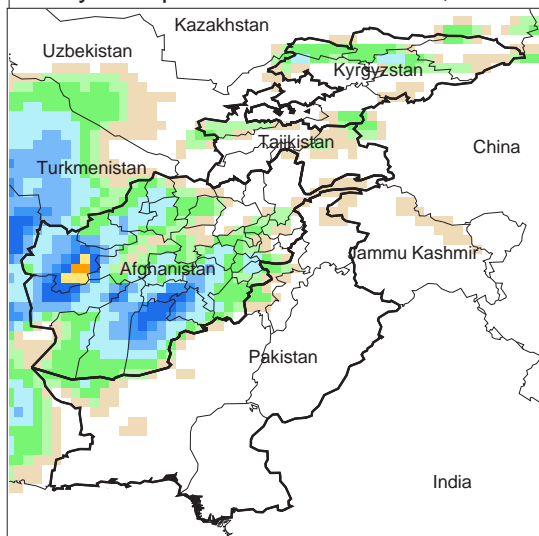 Kazakhstan
Uzbekistan
Kyrgyzstan
Tajikistan
China
Turkmenistan
Jammu Kashmir
Afghanistan
Pakistan
India